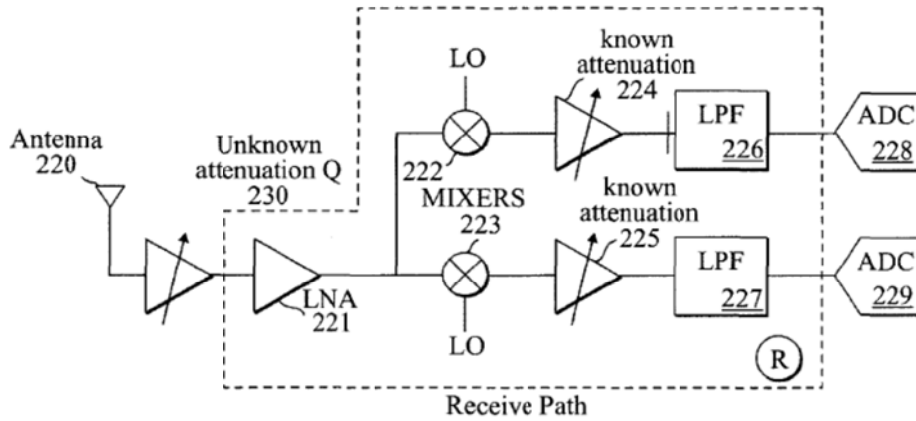 Antenna
220
Unknown
attenuation Q
230
LNA
221
LO
222
MIXERS
223
LO
known
attenuation
224
known
attenuation
225
LPF
226
LPF
227
ADC
228
ADC
229
R
Receive Path